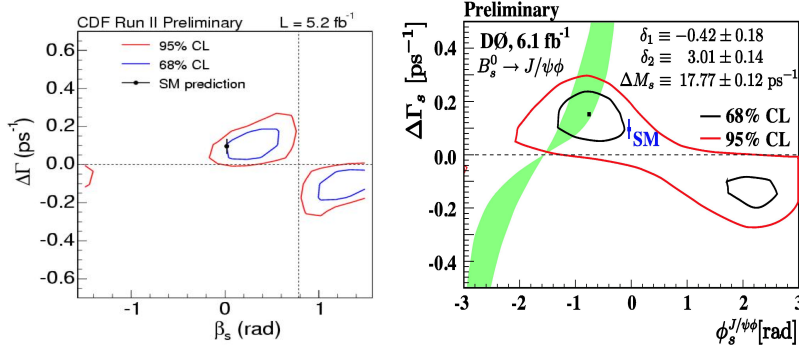 CDF Run II Preliminary L = 5.2 fb⁻¹
95% CL
68% CL
SM prediction
ΔΓ (ps⁻¹)
0.6
0.4
0.2
0.0
-0.2
-0.4
-0.6
-1 0 1
βs (rad)
Preliminary
DØ, 6.1 fb⁻¹
Bs⁰ → J/ψϕ
δ₁ ≡ −0.42 ± 0.18
δ₂ ≡ 3.01 ± 0.14
ΔMs ≡ 17.77 ± 0.12 ps⁻¹
68% CL
95% CL
SM
ΔΓs [ps⁻¹]
0.4
0.2
0.0
-0.2
-0.4
-3 -2 -1 0 1 2 3
ϕs^J/ψϕ[rad]